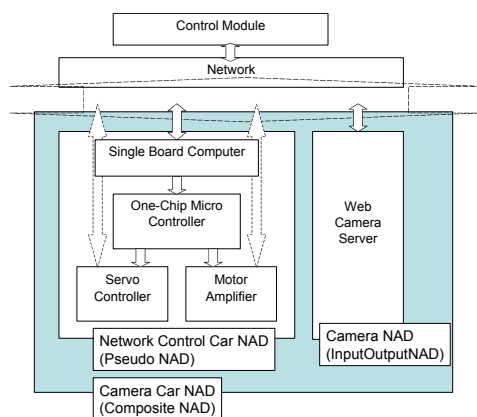 Control Module
Network
Single Board Computer
One-Chip Micro
Controller
Web
Camera
Server
Servo
Controller
Motor
Amplifier
Network Control Car NAD
(Pseudo NAD)
Camera NAD
(InputOutputNAD)
Camera Car NAD
(Composite NAD)